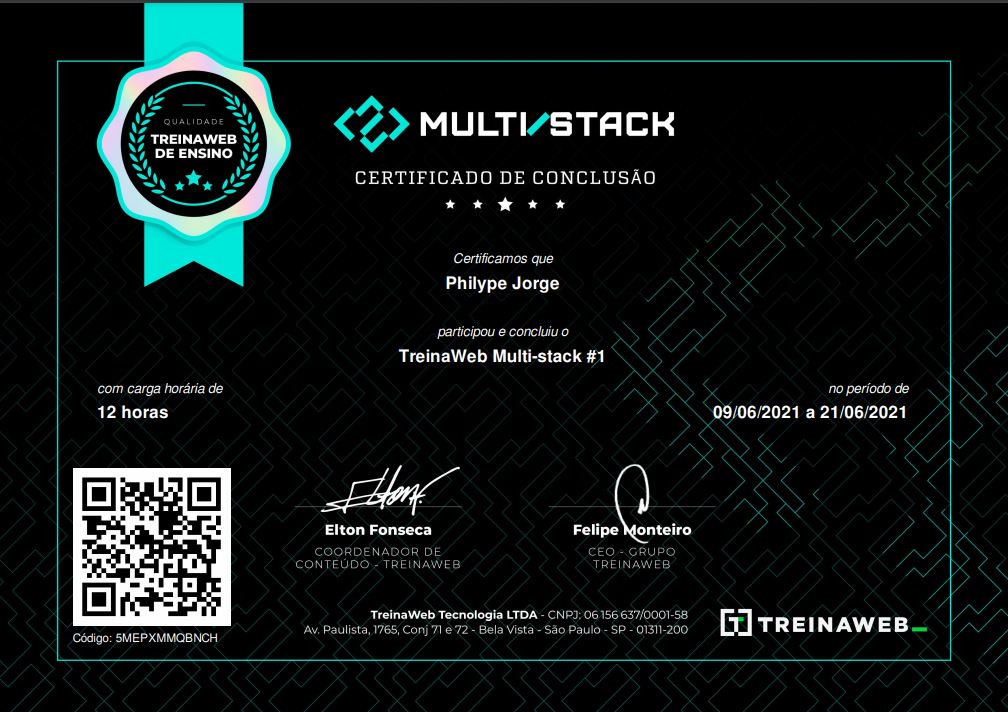 QUALIDADE
TREINAWEB
DE ENSINO
MULTI/STACK
CERTIFICADO DE CONCLUSÃO
Certificamos que
Philype Jorge
participou e concluiu o
TreinaWeb Multi-stack #1
com carga horária de
12 horas
no período de
09/06/2021 a 21/06/2021
Elton Fonseca
COORDENADOR DE
CONTEÚDO - TREINAWEB
Felipe Monteiro
CEO - GRUPO
TREINAWEB
Código: 5MEPXMMQBNCH
TreinaWeb Tecnologia LTDA - CNPJ: 06 156 637/0001-58
Av. Paulista, 1765, Conj 71 e 72 - Bela Vista - São Paulo - SP - 01311-200
TREINAWEB_